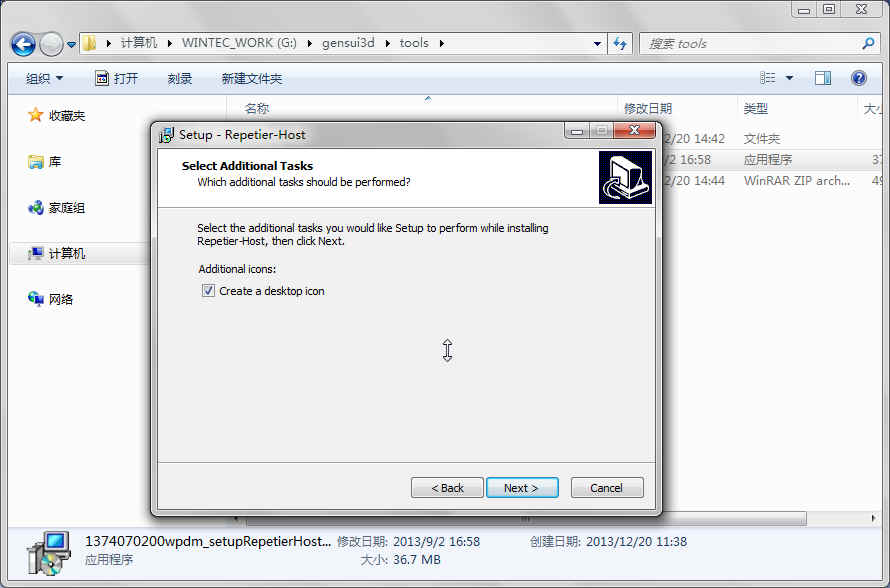 计算机 WINTEC_WORK (G:) gensui3d tools 搜索 tools
组织 打开 刻录 新建文件夹
名称 修改日期 类型
收藏夹
库
家庭组
计算机
网络
2/20 14:42 文件夹
/2 16:58 应用程序
2/20 14:44 WinRAR ZIP arch...
Setup - Repetier-Host
Select Additional Tasks
Which additional tasks should be performed?
Select the additional tasks you would like Setup to perform while installing
Repetier-Host, then click Next.
Additional icons:
Create a desktop icon
< Back Next > Cancel
1374070200wpdm_setupRepetierHost... 修改日期: 2013/9/2 16:58 创建日期: 2013/12/20 11:38
应用程序 大小: 36.7 MB